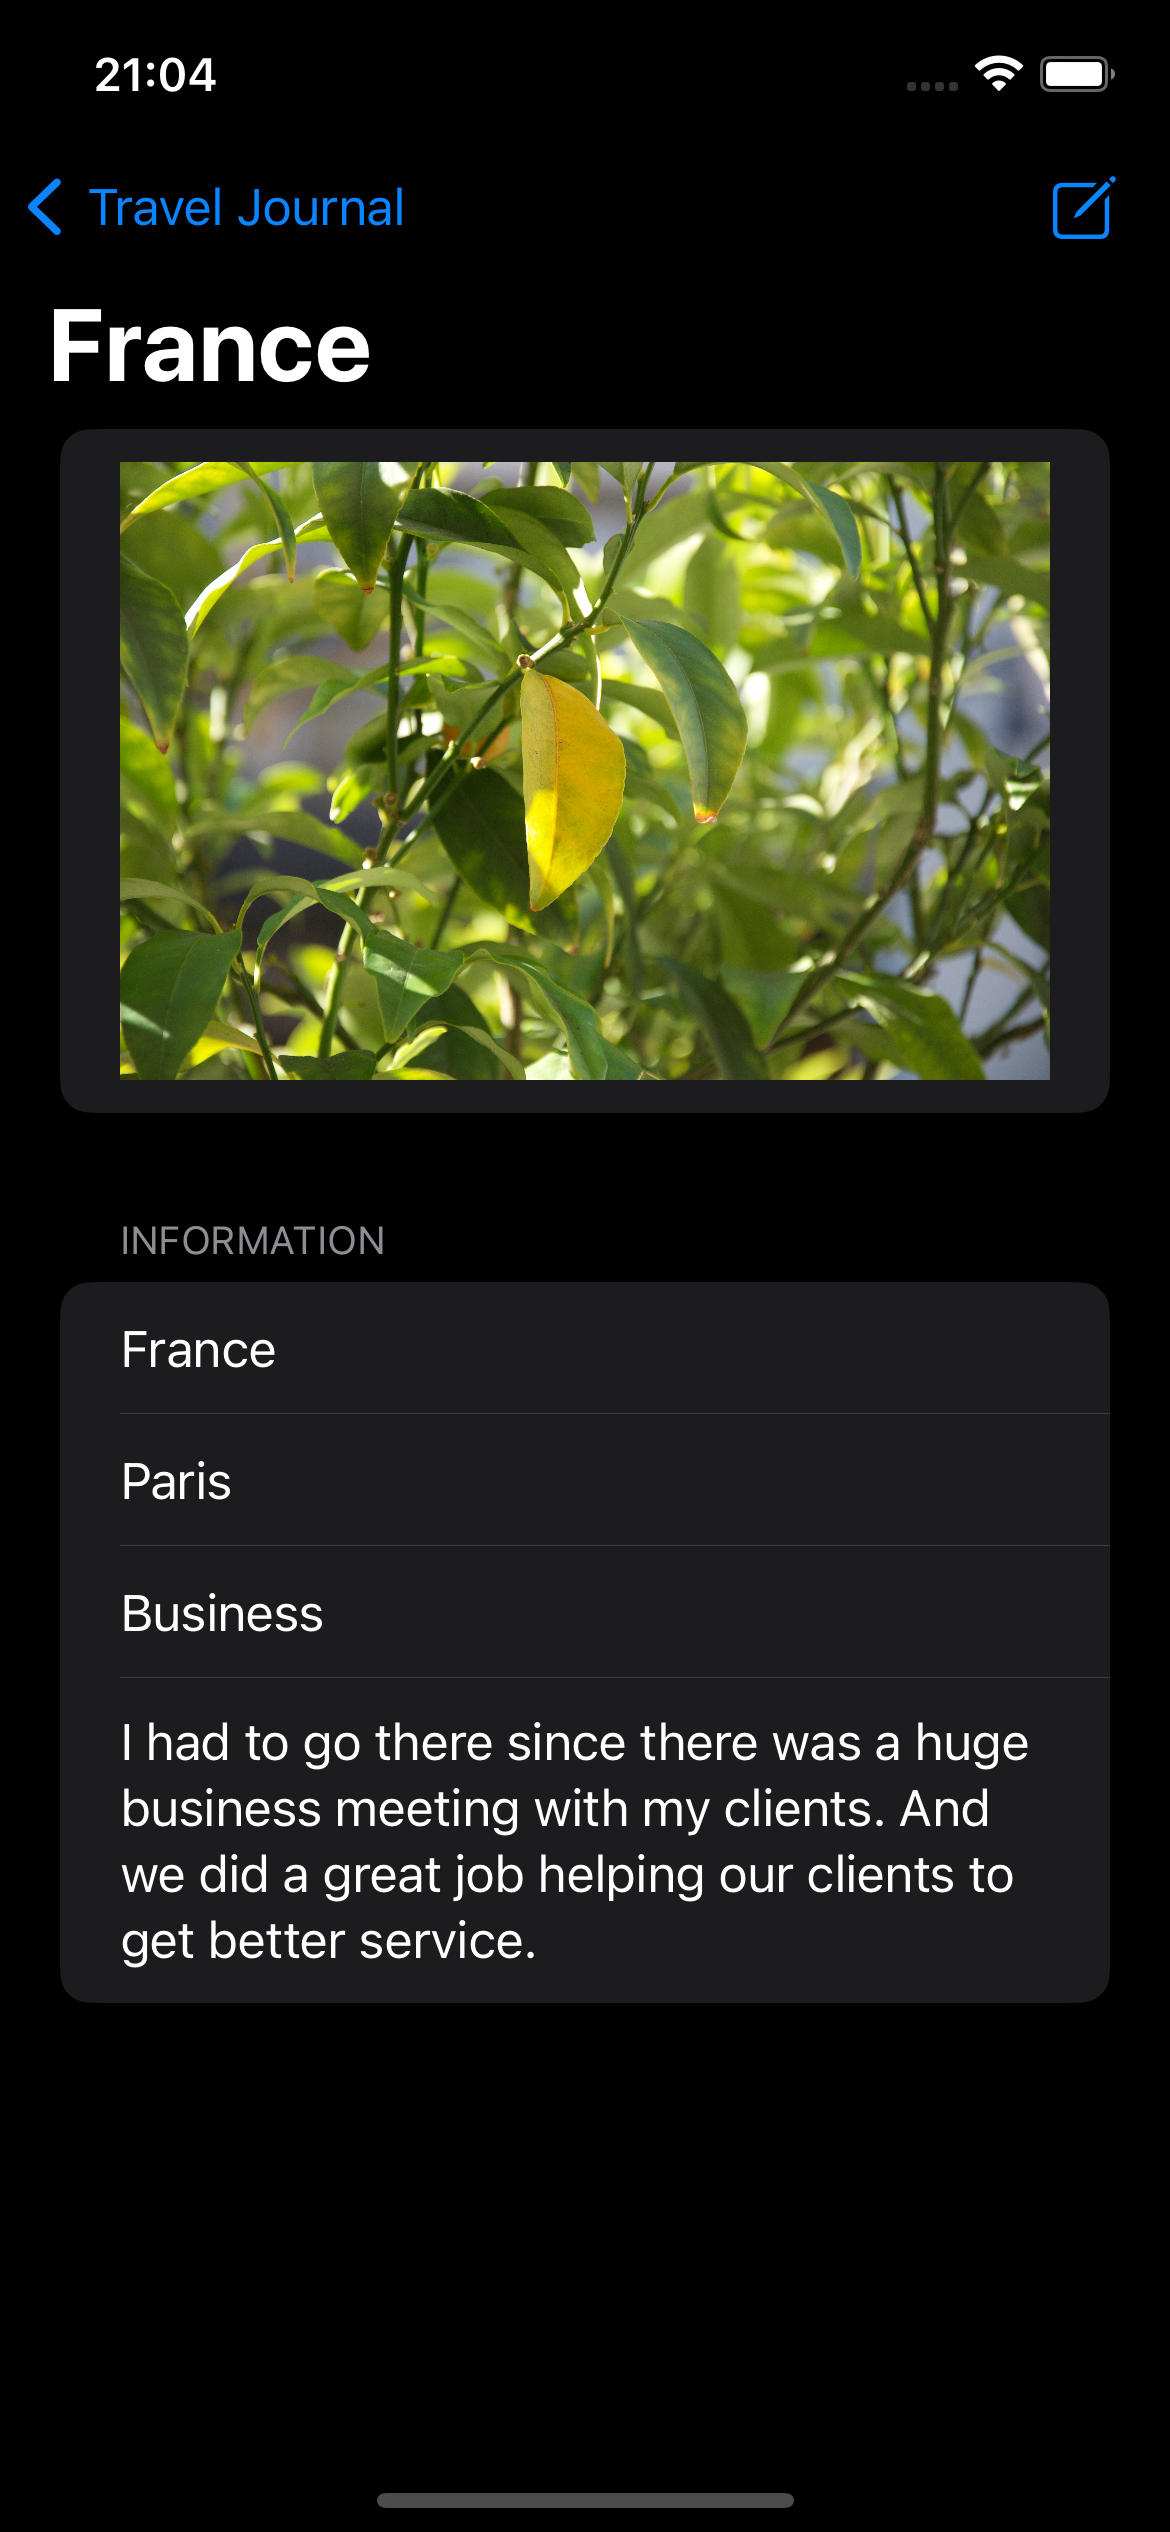 21:04
Travel Journal
France
INFORMATION
France
Paris
Business
I had to go there since there was a huge
business meeting with my clients. And
we did a great job helping our clients to
get better service.